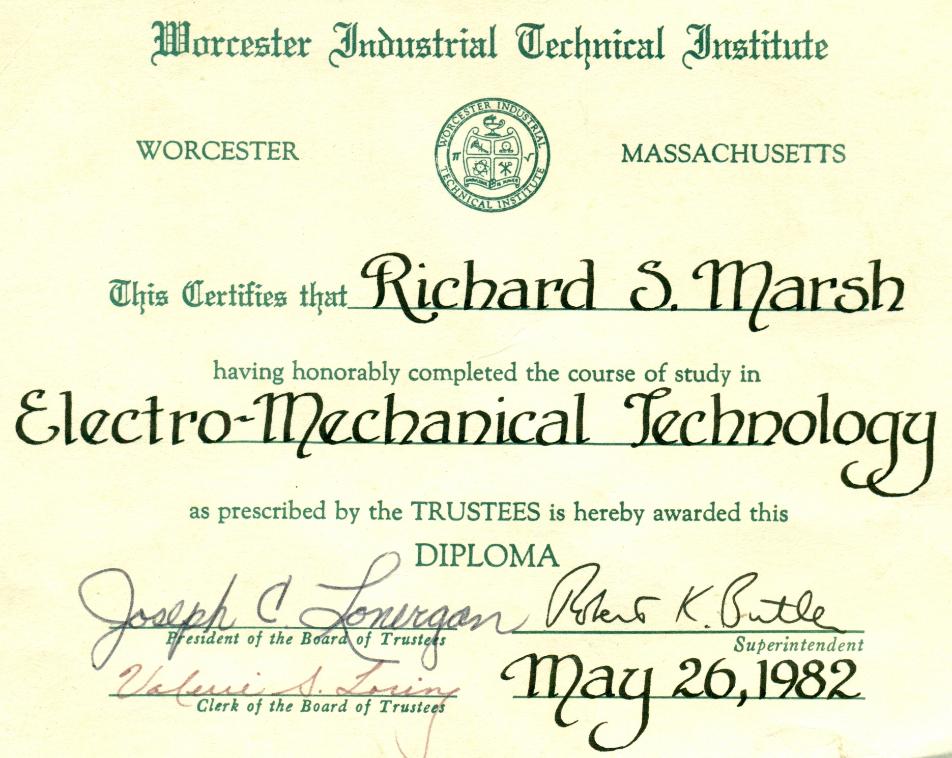 Worcester Industrial Technical Institute
WORCESTER
WORCESTER INDUSTRIAL
TECHNICAL INSTITUTE
MASSACHUSETTS
This Certifies that Richard S. Marsh
having honorably completed the course of study in
Electro-Mechanical Technology
as prescribed by the TRUSTEES is hereby awarded this
DIPLOMA
Joseph C. Lonergan
President of the Board of Trustees
Robert K. Butler
Superintendent
Valerie S. Loring
Clerk of the Board of Trustees
May 26, 1982